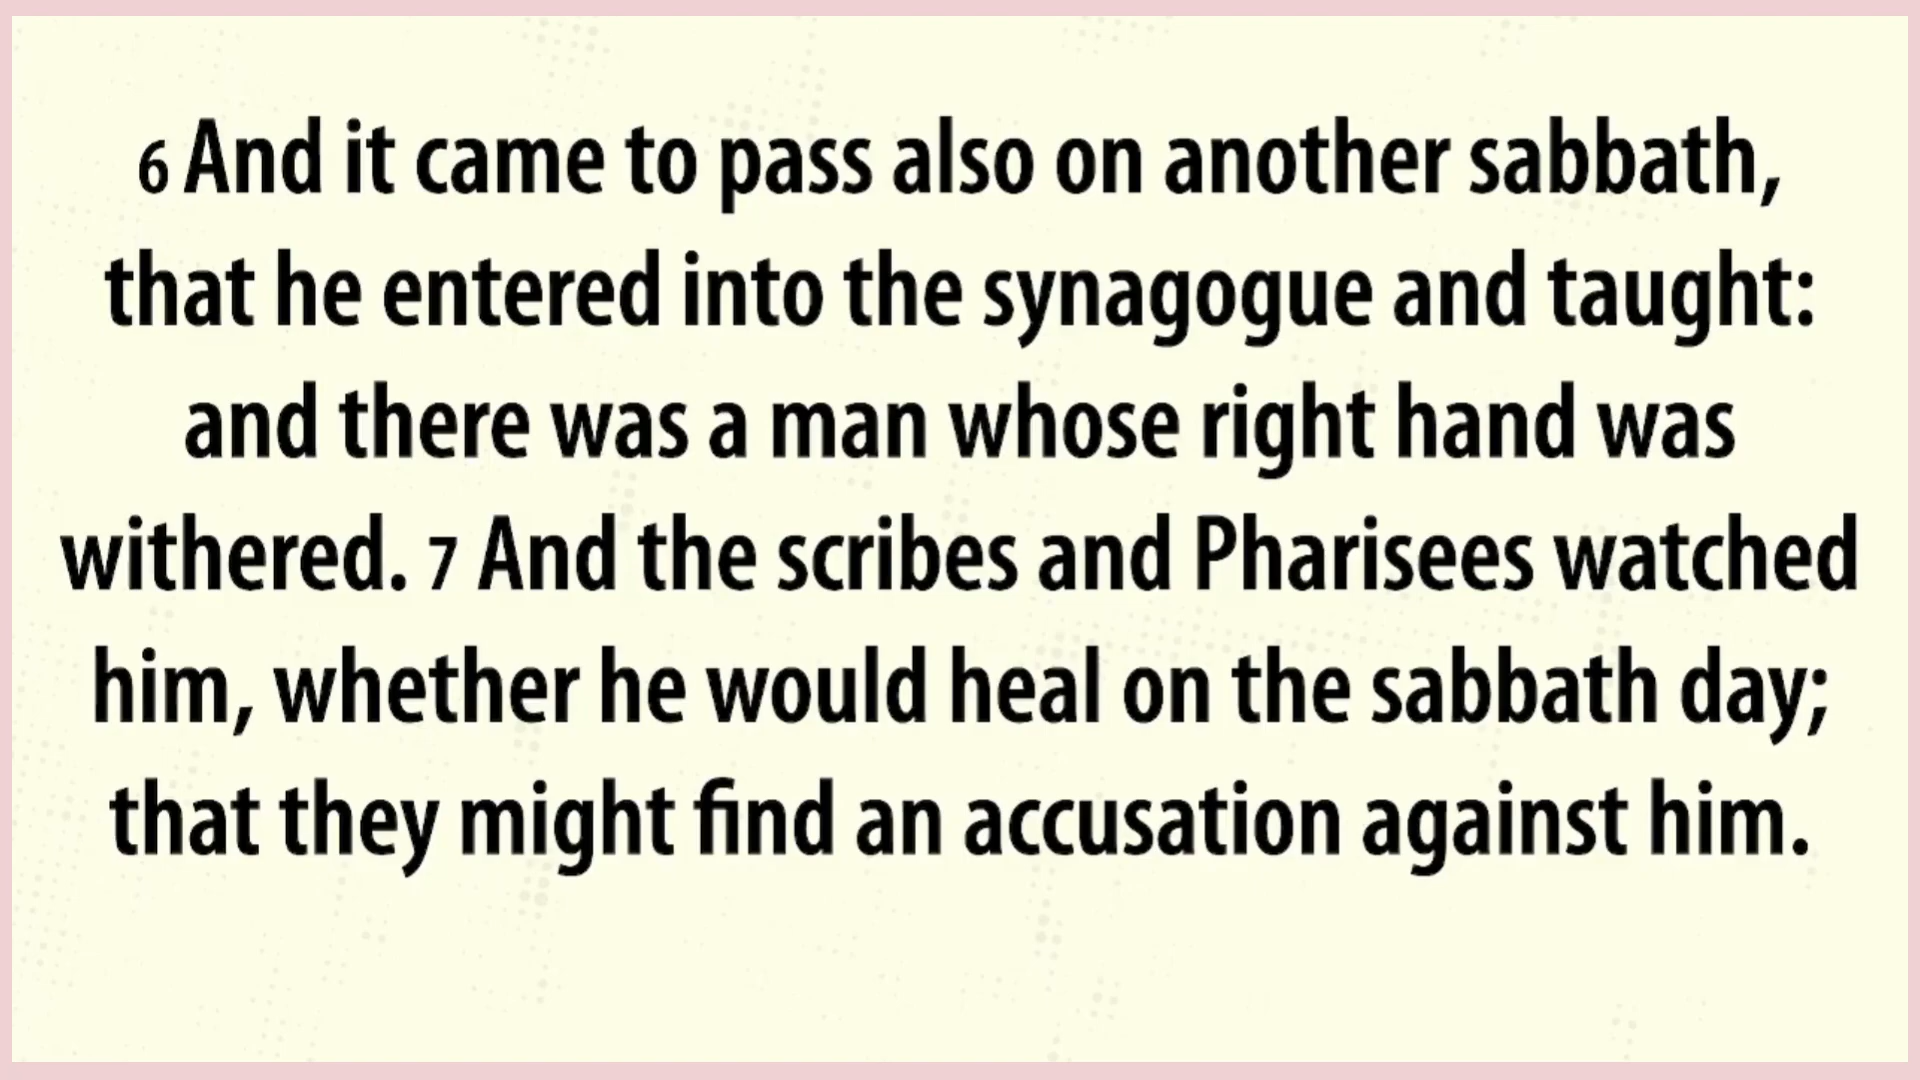 6 And it came to pass also on another sabbath,
that he entered into the synagogue and taught:
and there was a man whose right hand was
withered. 7 And the scribes and Pharisees watched
him, whether he would heal on the sabbath day;
that they might find an accusation against him.